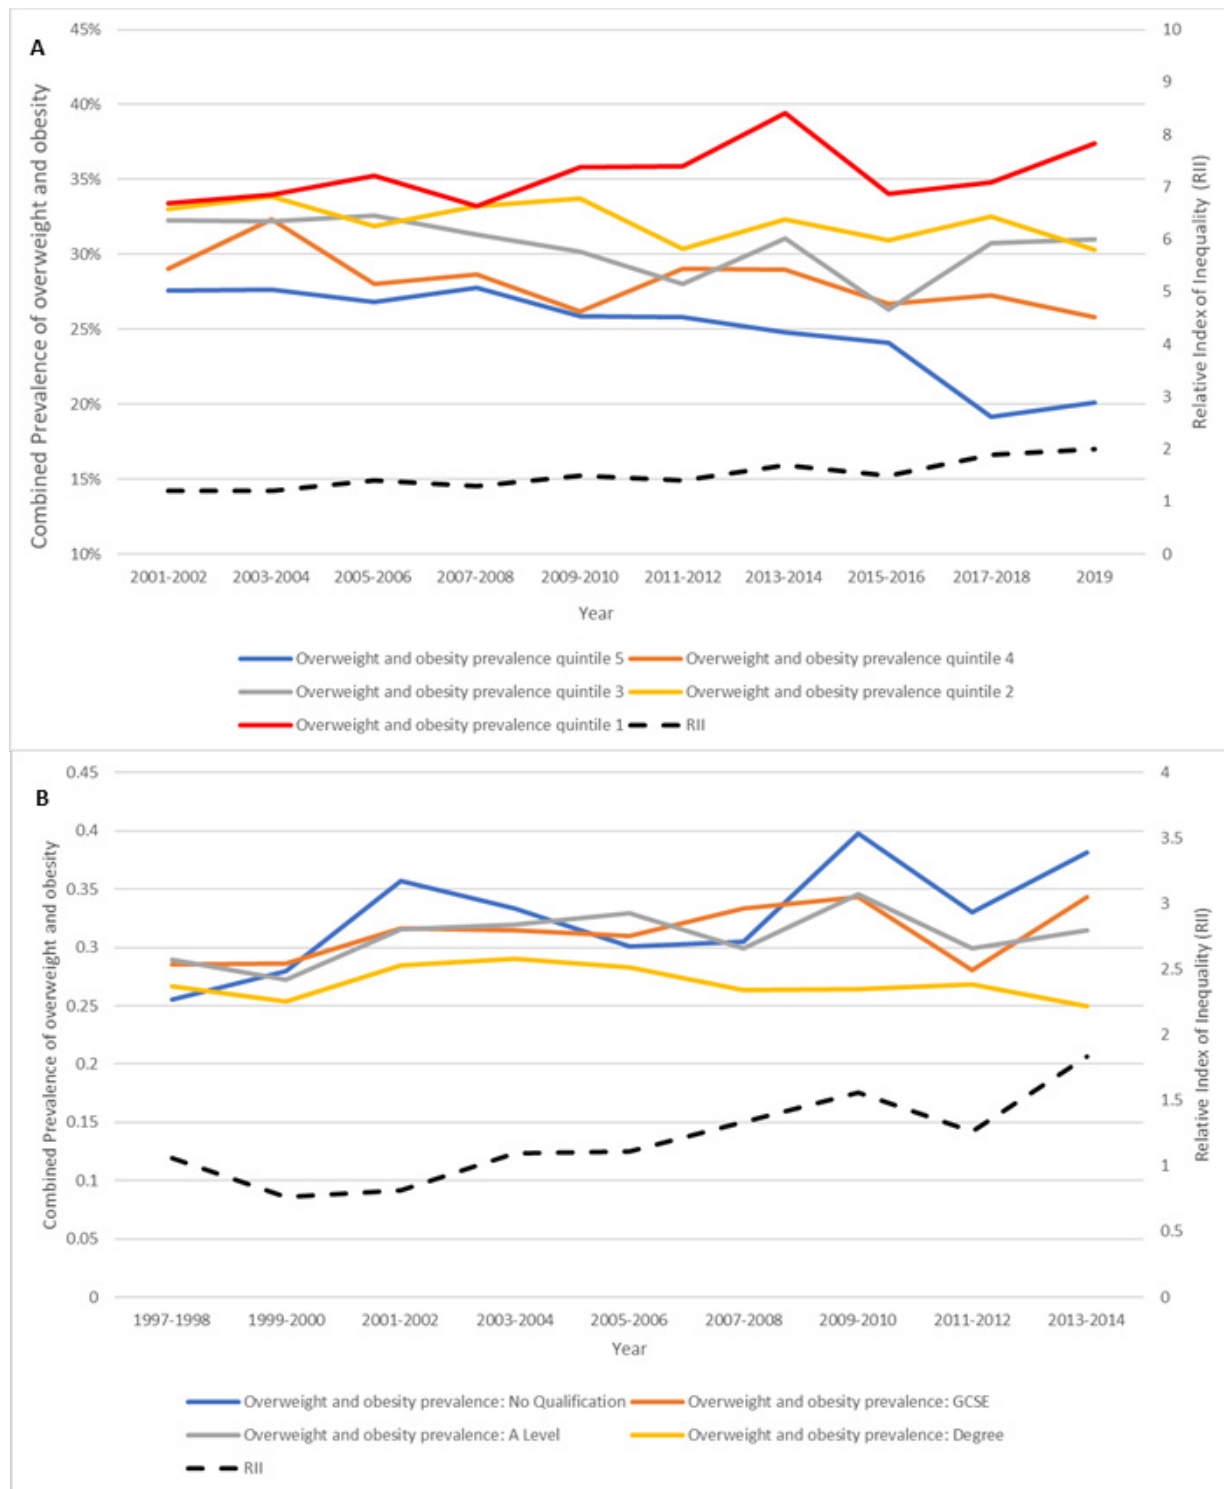 A
45%
40%
35%
30%
25%
20%
15%
10%
Combined Prevalence of overweight and obesity
10
9
8
7
6
5
4
3
2
1
0
Relative Index of Inequality (RII)
2001-2002 2003-2004 2005-2006 2007-2008 2009-2010 2011-2012 2013-2014 2015-2016 2017-2018 2019
Year
Overweight and obesity prevalence quintile 5 Overweight and obesity prevalence quintile 4
Overweight and obesity prevalence quintile 3 Overweight and obesity prevalence quintile 2
Overweight and obesity prevalence quintile 1 RII
B
0.45
0.4
0.35
0.3
0.25
0.2
0.15
0.1
0.05
0
Combined Prevalence of overweight and obesity
4
3.5
3
2.5
2
1.5
1
0.5
0
Relative Index of Inequality (RII)
1997-1998 1999-2000 2001-2002 2003-2004 2005-2006 2007-2008 2009-2010 2011-2012 2013-2014
Year
Overweight and obesity prevalence: No Qualification Overweight and obesity prevalence: GCSE
Overweight and obesity prevalence: A Level Overweight and obesity prevalence: Degree
RII